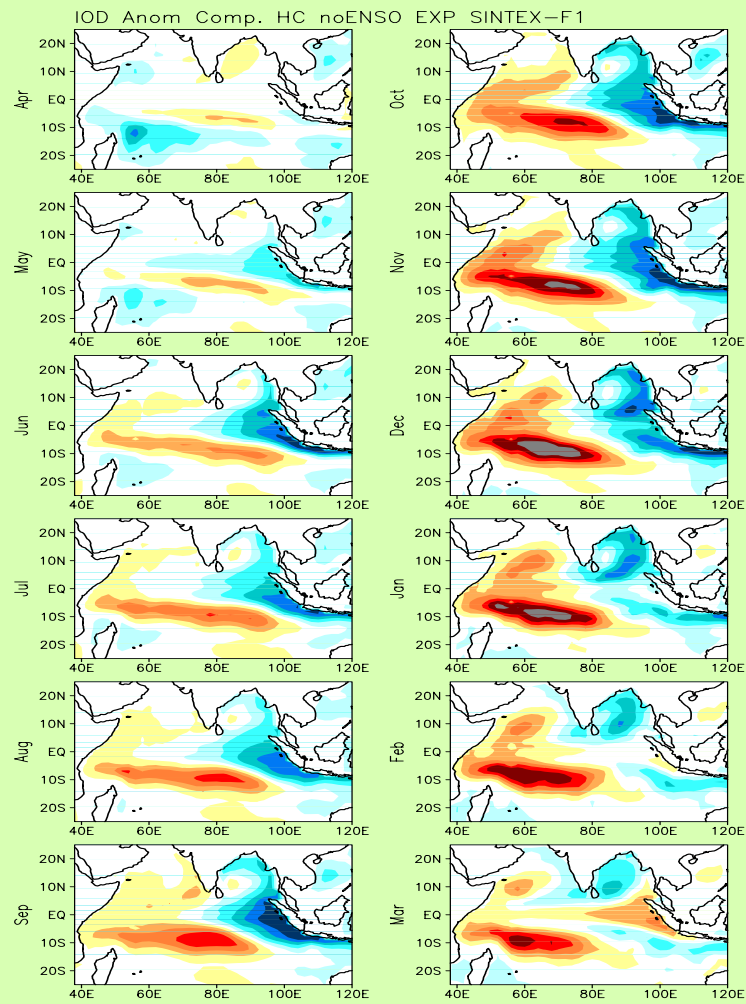 IOD Anom Comp. HC noENSO EXP SINTEX-F1
20N 20N
10N 10N
Apr EQ Oct EQ
10S 10S
20S 20S
40E 60E 80E 100E 120E 40E 60E 80E 100E 120E
20N 20N
10N 10N
May EQ Nov EQ
10S 10S
20S 20S
40E 60E 80E 100E 120E 40E 60E 80E 100E 120E
20N 20N
10N 10N
Jun EQ Dec EQ
10S 10S
20S 20S
40E 60E 80E 100E 120E 40E 60E 80E 100E 120E
20N 20N
10N 10N
Jul EQ Jan EQ
10S 10S
20S 20S
40E 60E 80E 100E 120E 40E 60E 80E 100E 120E
20N 20N
10N 10N
Aug EQ Feb EQ
10S 10S
20S 20S
40E 60E 80E 100E 120E 40E 60E 80E 100E 120E
20N 20N
10N 10N
Sep EQ Mar EQ
10S 10S
20S 20S
40E 60E 80E 100E 120E 40E 60E 80E 100E 120E